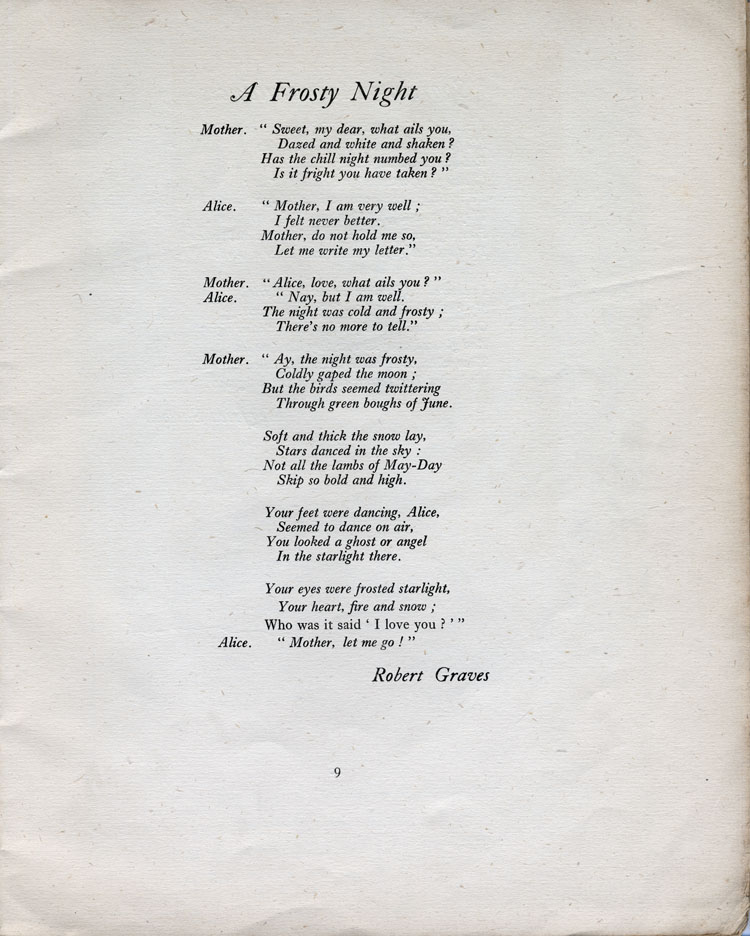 A Frosty Night
Mother. “ Sweet, my dear, what ails you,
Dazed and white and shaken ?
Has the chill night numbed you ?
Is it fright you have taken ? ”
Alice. “ Mother, I am very well ;
I felt never better.
Mother, do not hold me so,
Let me write my letter.”
Mother. “ Alice, love, what ails you ? ”
Alice. “ Nay, but I am well.
The night was cold and frosty ;
There’s no more to tell.”
Mother. “ Ay, the night was frosty,
Coldly gaped the moon ;
But the birds seemed twittering
Through green boughs of June.
Soft and thick the snow lay,
Stars danced in the sky :
Not all the lambs of May-Day
Skip so bold and high.
Your feet were dancing, Alice,
Seemed to dance on air,
You looked a ghost or angel
In the starlight there.
Your eyes were frosted starlight,
Your heart, fire and snow ;
Who was it said ‘ I love you ? ’ ”
Alice. “ Mother, let me go ! ”
Robert Graves
9